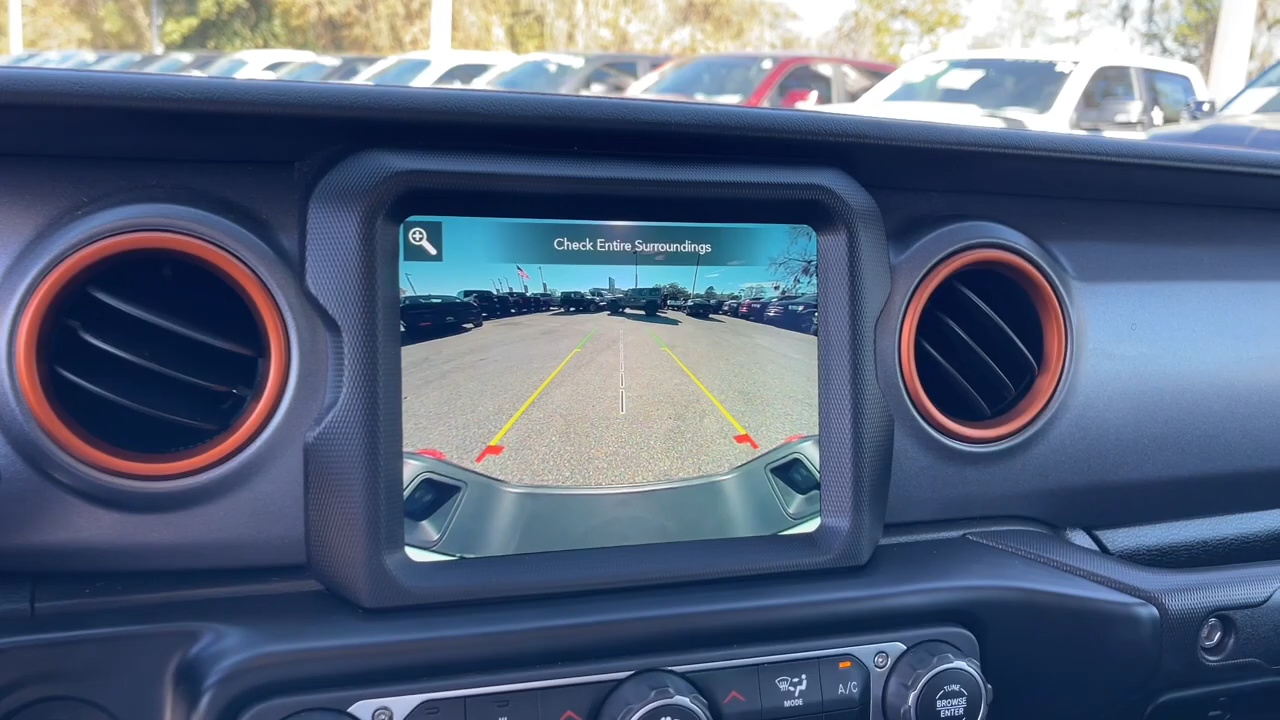 Check Entire Surroundings
MODE
A/C
TUNE
BROWSE
ENTER